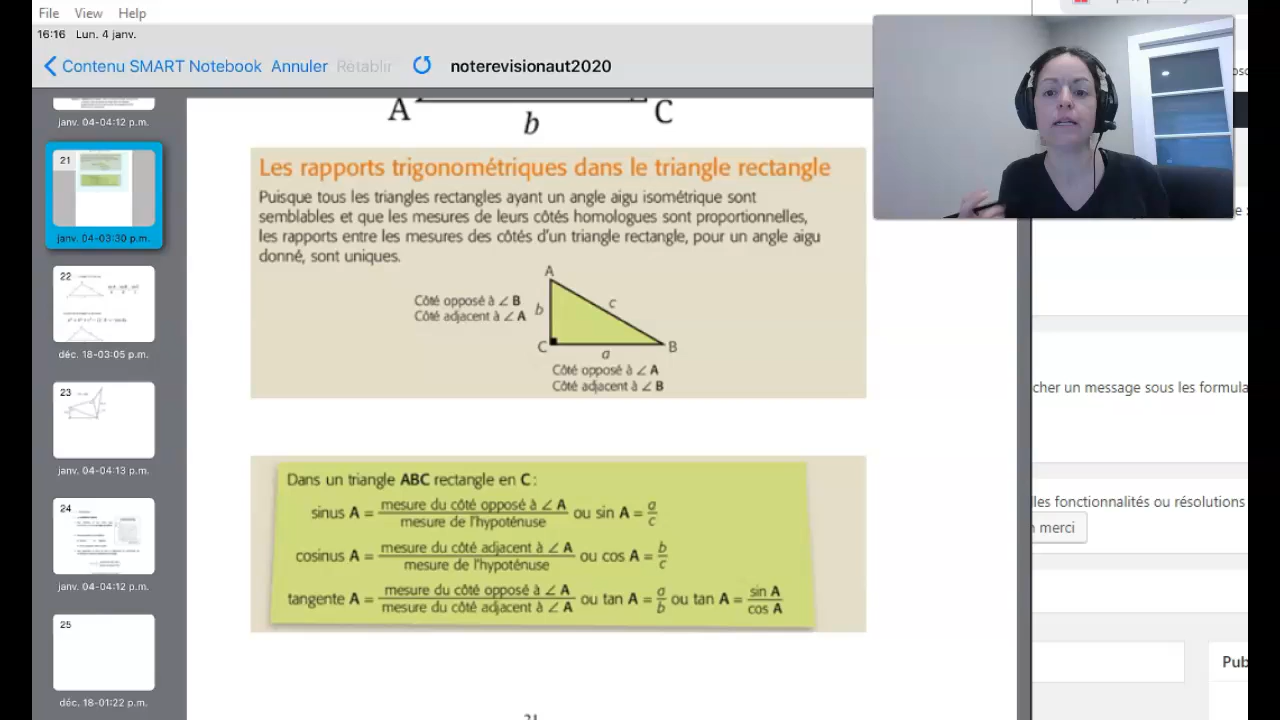 File View Help
16:16 Lun. 4 janv.
Contenu SMART Notebook Annuler Rétablir noterevisionaut2020
janv. 04-04:12 p.m.
21
janv. 04-03:30 p.m.
22
déc. 18-03:05 p.m.
23
janv. 04-04:13 p.m.
24
janv. 04-04:12 p.m.
25
déc. 18-01:22 p.m.
A b C
Les rapports trigonométriques dans le triangle rectangle
Puisque tous les triangles rectangles ayant un angle aigu isométrique sont
semblables et que les mesures de leurs côtés homologues sont proportionnelles,
les rapports entre les mesures des côtés d'un triangle rectangle, pour un angle aigu
donné, sont uniques.
A
Côté opposé à ∠ B
Côté adjacent à ∠ A
b c
C a B
Côté opposé à ∠ A
Côté adjacent à ∠ B
Dans un triangle ABC rectangle en C :
sinus A = mesure du côté opposé à ∠ A / mesure de l'hypoténuse ou sin A = a/c
cosinus A = mesure du côté adjacent à ∠ A / mesure de l'hypoténuse ou cos A = b/c
tangente A = mesure du côté opposé à ∠ A / mesure du côté adjacent à ∠ A ou tan A = a/b ou tan A = sin A / cos A
cher un message sous les formula
lles fonctionnalités ou résolutions
merci
Pub